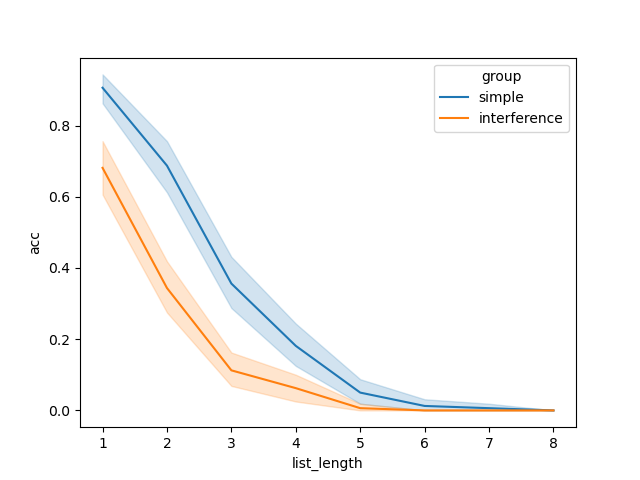 group
simple
interference
0.8
0.6
0.4
0.2
0.0
acc
1 2 3 4 5 6 7 8
list_length